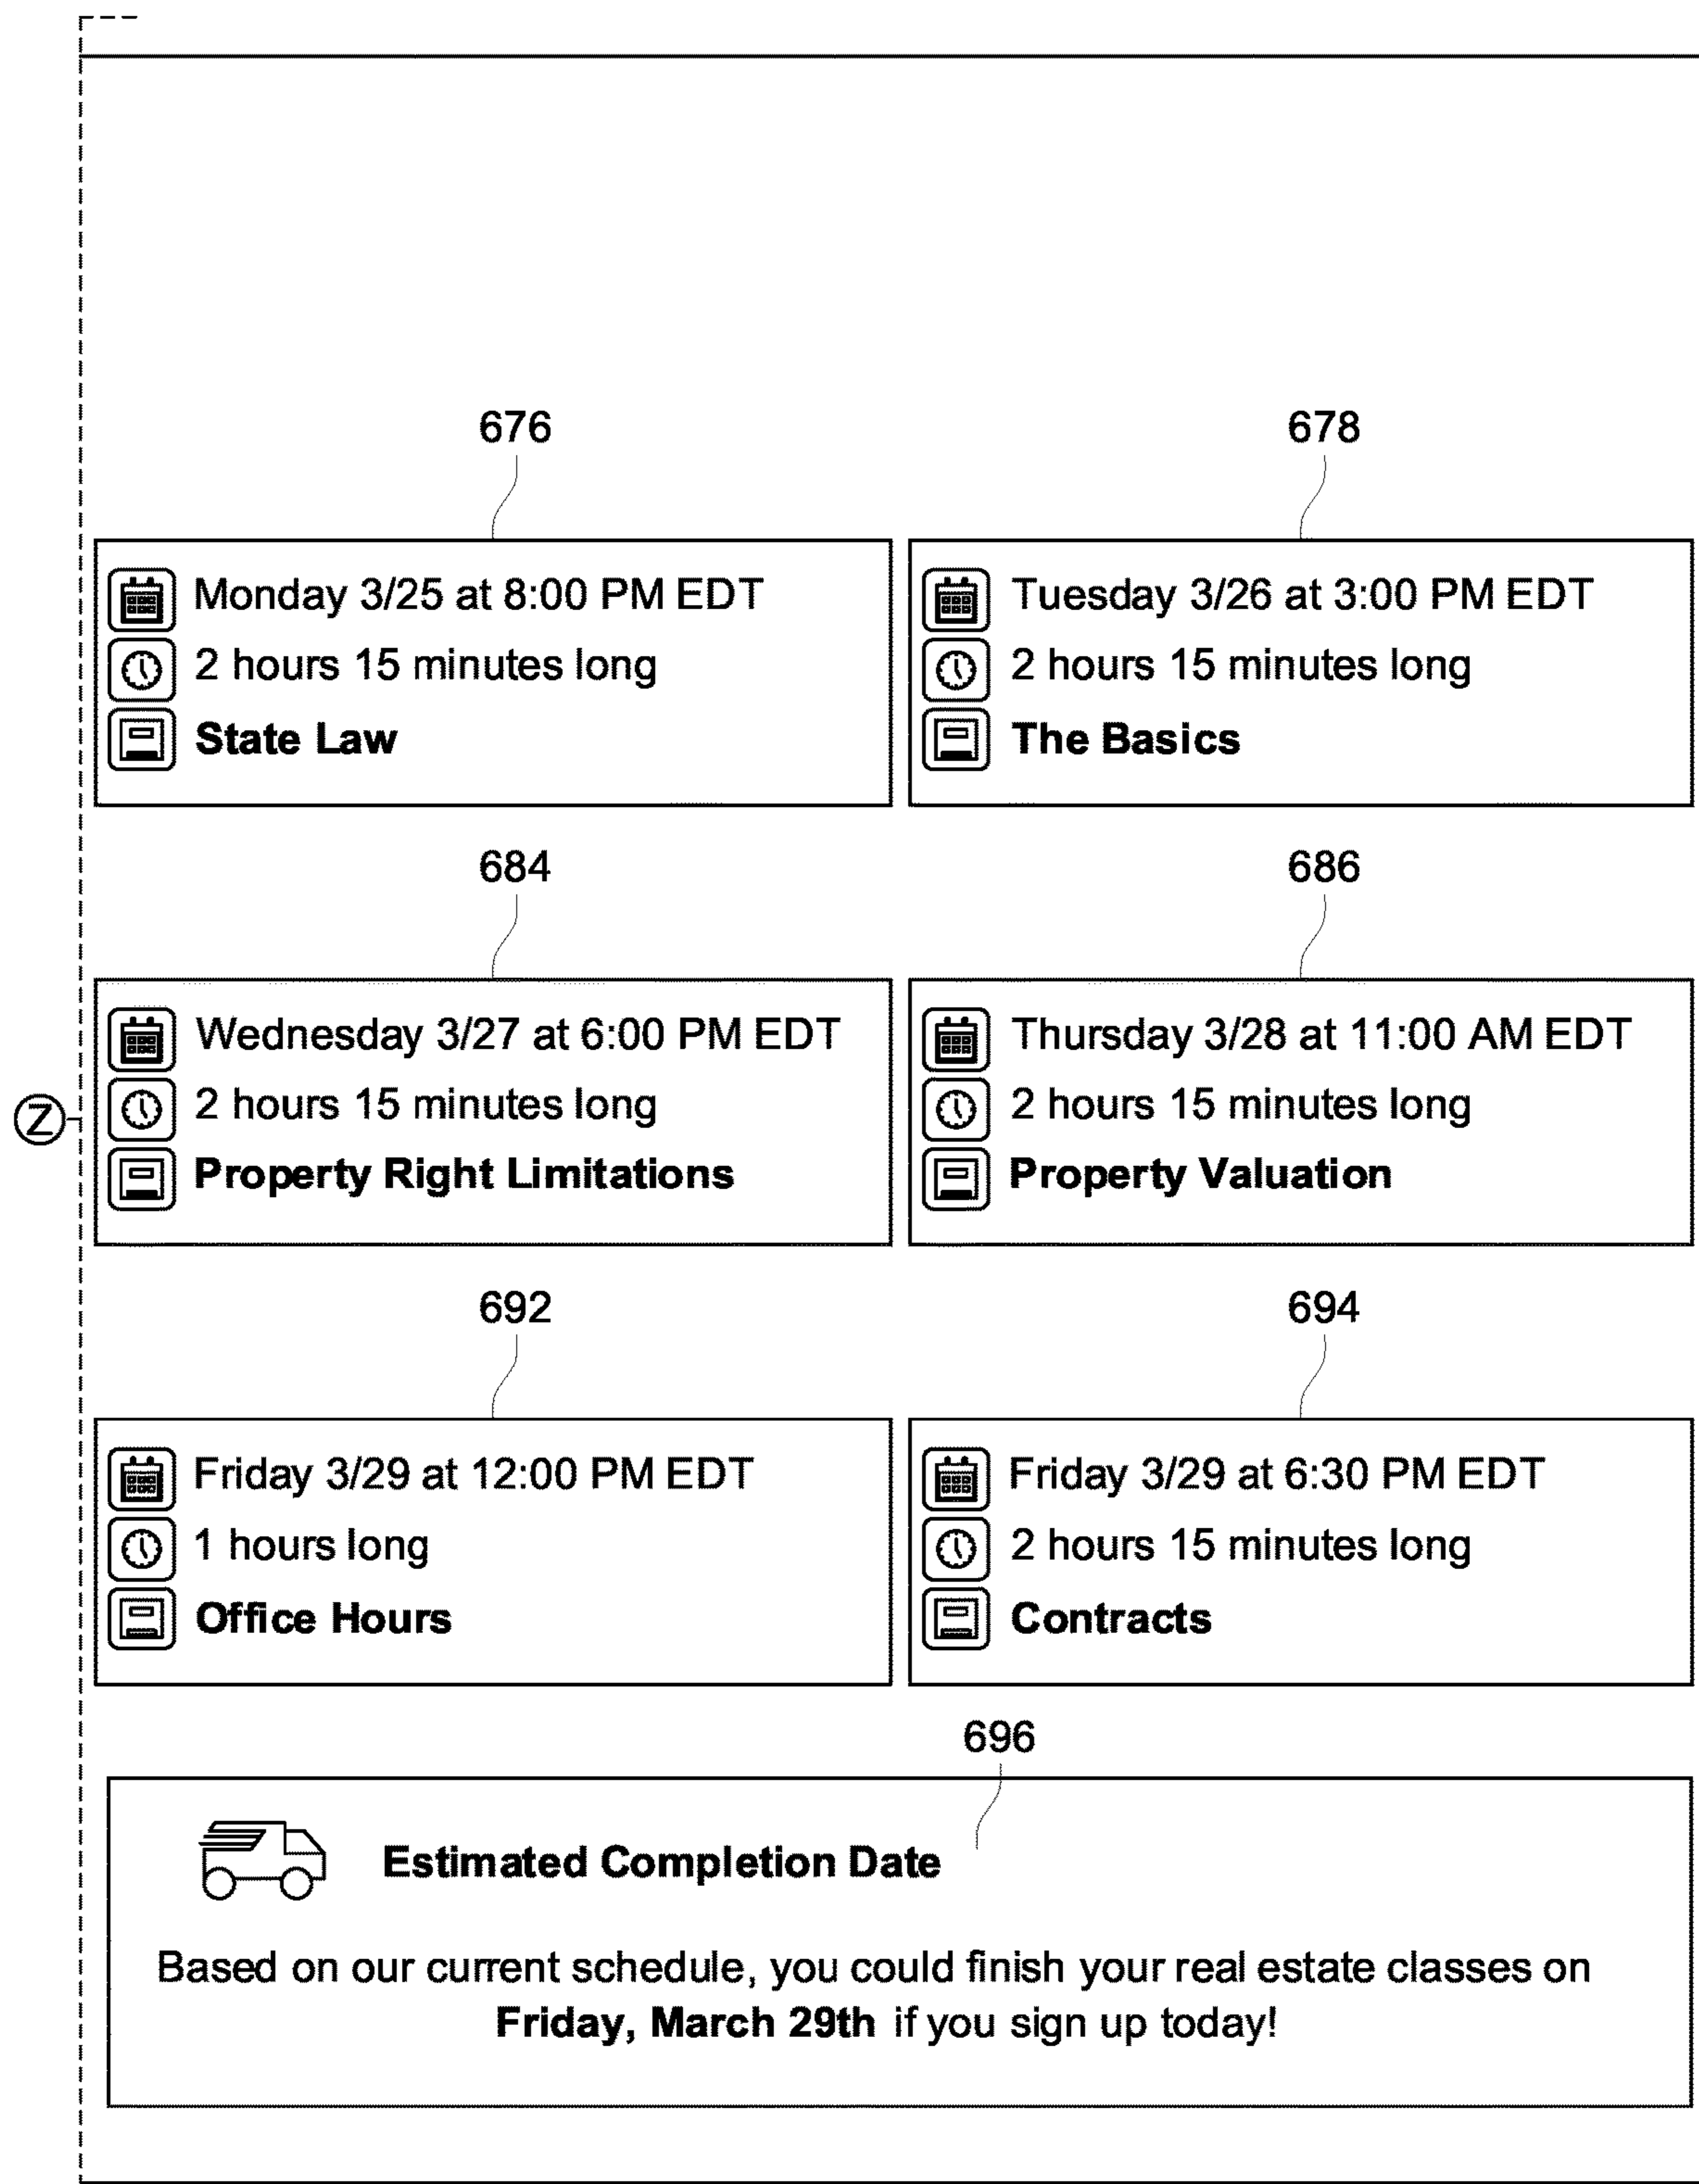 676
678
Monday 3/25 at 8:00 PM EDT
2 hours 15 minutes long
State Law
Tuesday 3/26 at 3:00 PM EDT
2 hours 15 minutes long
The Basics
684
686
Wednesday 3/27 at 6:00 PM EDT
2 hours 15 minutes long
Property Right Limitations
Thursday 3/28 at 11:00 AM EDT
2 hours 15 minutes long
Property Valuation
Z
692
694
Friday 3/29 at 12:00 PM EDT
1 hours long
Office Hours
Friday 3/29 at 6:30 PM EDT
2 hours 15 minutes long
Contracts
696
Estimated Completion Date
Based on our current schedule, you could finish your real estate classes on
Friday, March 29th if you sign up today!